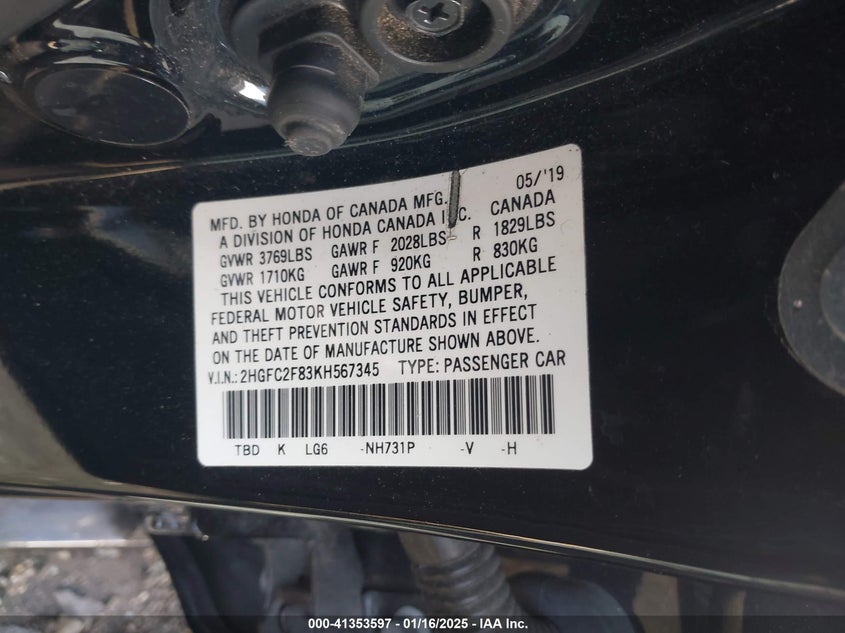 05/'19
MFD. BY HONDA OF CANADA MFG. CANADA
A DIVISION OF HONDA CANADA INC.
GVWR 3769LBS GAWR F 2028LBS R 1829LBS
GVWR 1710KG GAWR F 920KG R 830KG
THIS VEHICLE CONFORMS TO ALL APPLICABLE
FEDERAL MOTOR VEHICLE SAFETY, BUMPER,
AND THEFT PREVENTION STANDARDS IN EFFECT
ON THE DATE OF MANUFACTURE SHOWN ABOVE.
V.I.N.: 2HGFC2F83KH567345 TYPE: PASSENGER CAR
TBD K LG6 -NH731P -V -H
000-41353597 - 01/16/2025 - IAA Inc.